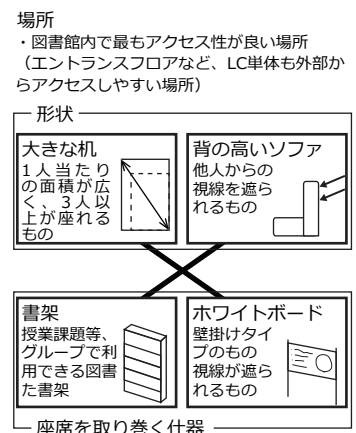 場所
・図書館内で最もアクセス性が良い場所
（エントランスフロアなど、LC単体も外部か
らアクセスしやすい場所）
形状
大きな机
1人当たり
の面積が広
く、3人以
上が座れる
もの
背の高いソファ
他人からの
視線を遮ら
れるもの
書架
授業課題等、
グループで利
用できる図書
た書架
ホワイトボード
壁掛けタイ
プのもの
視線が遮ら
れるもの
座席を取り巻く什器